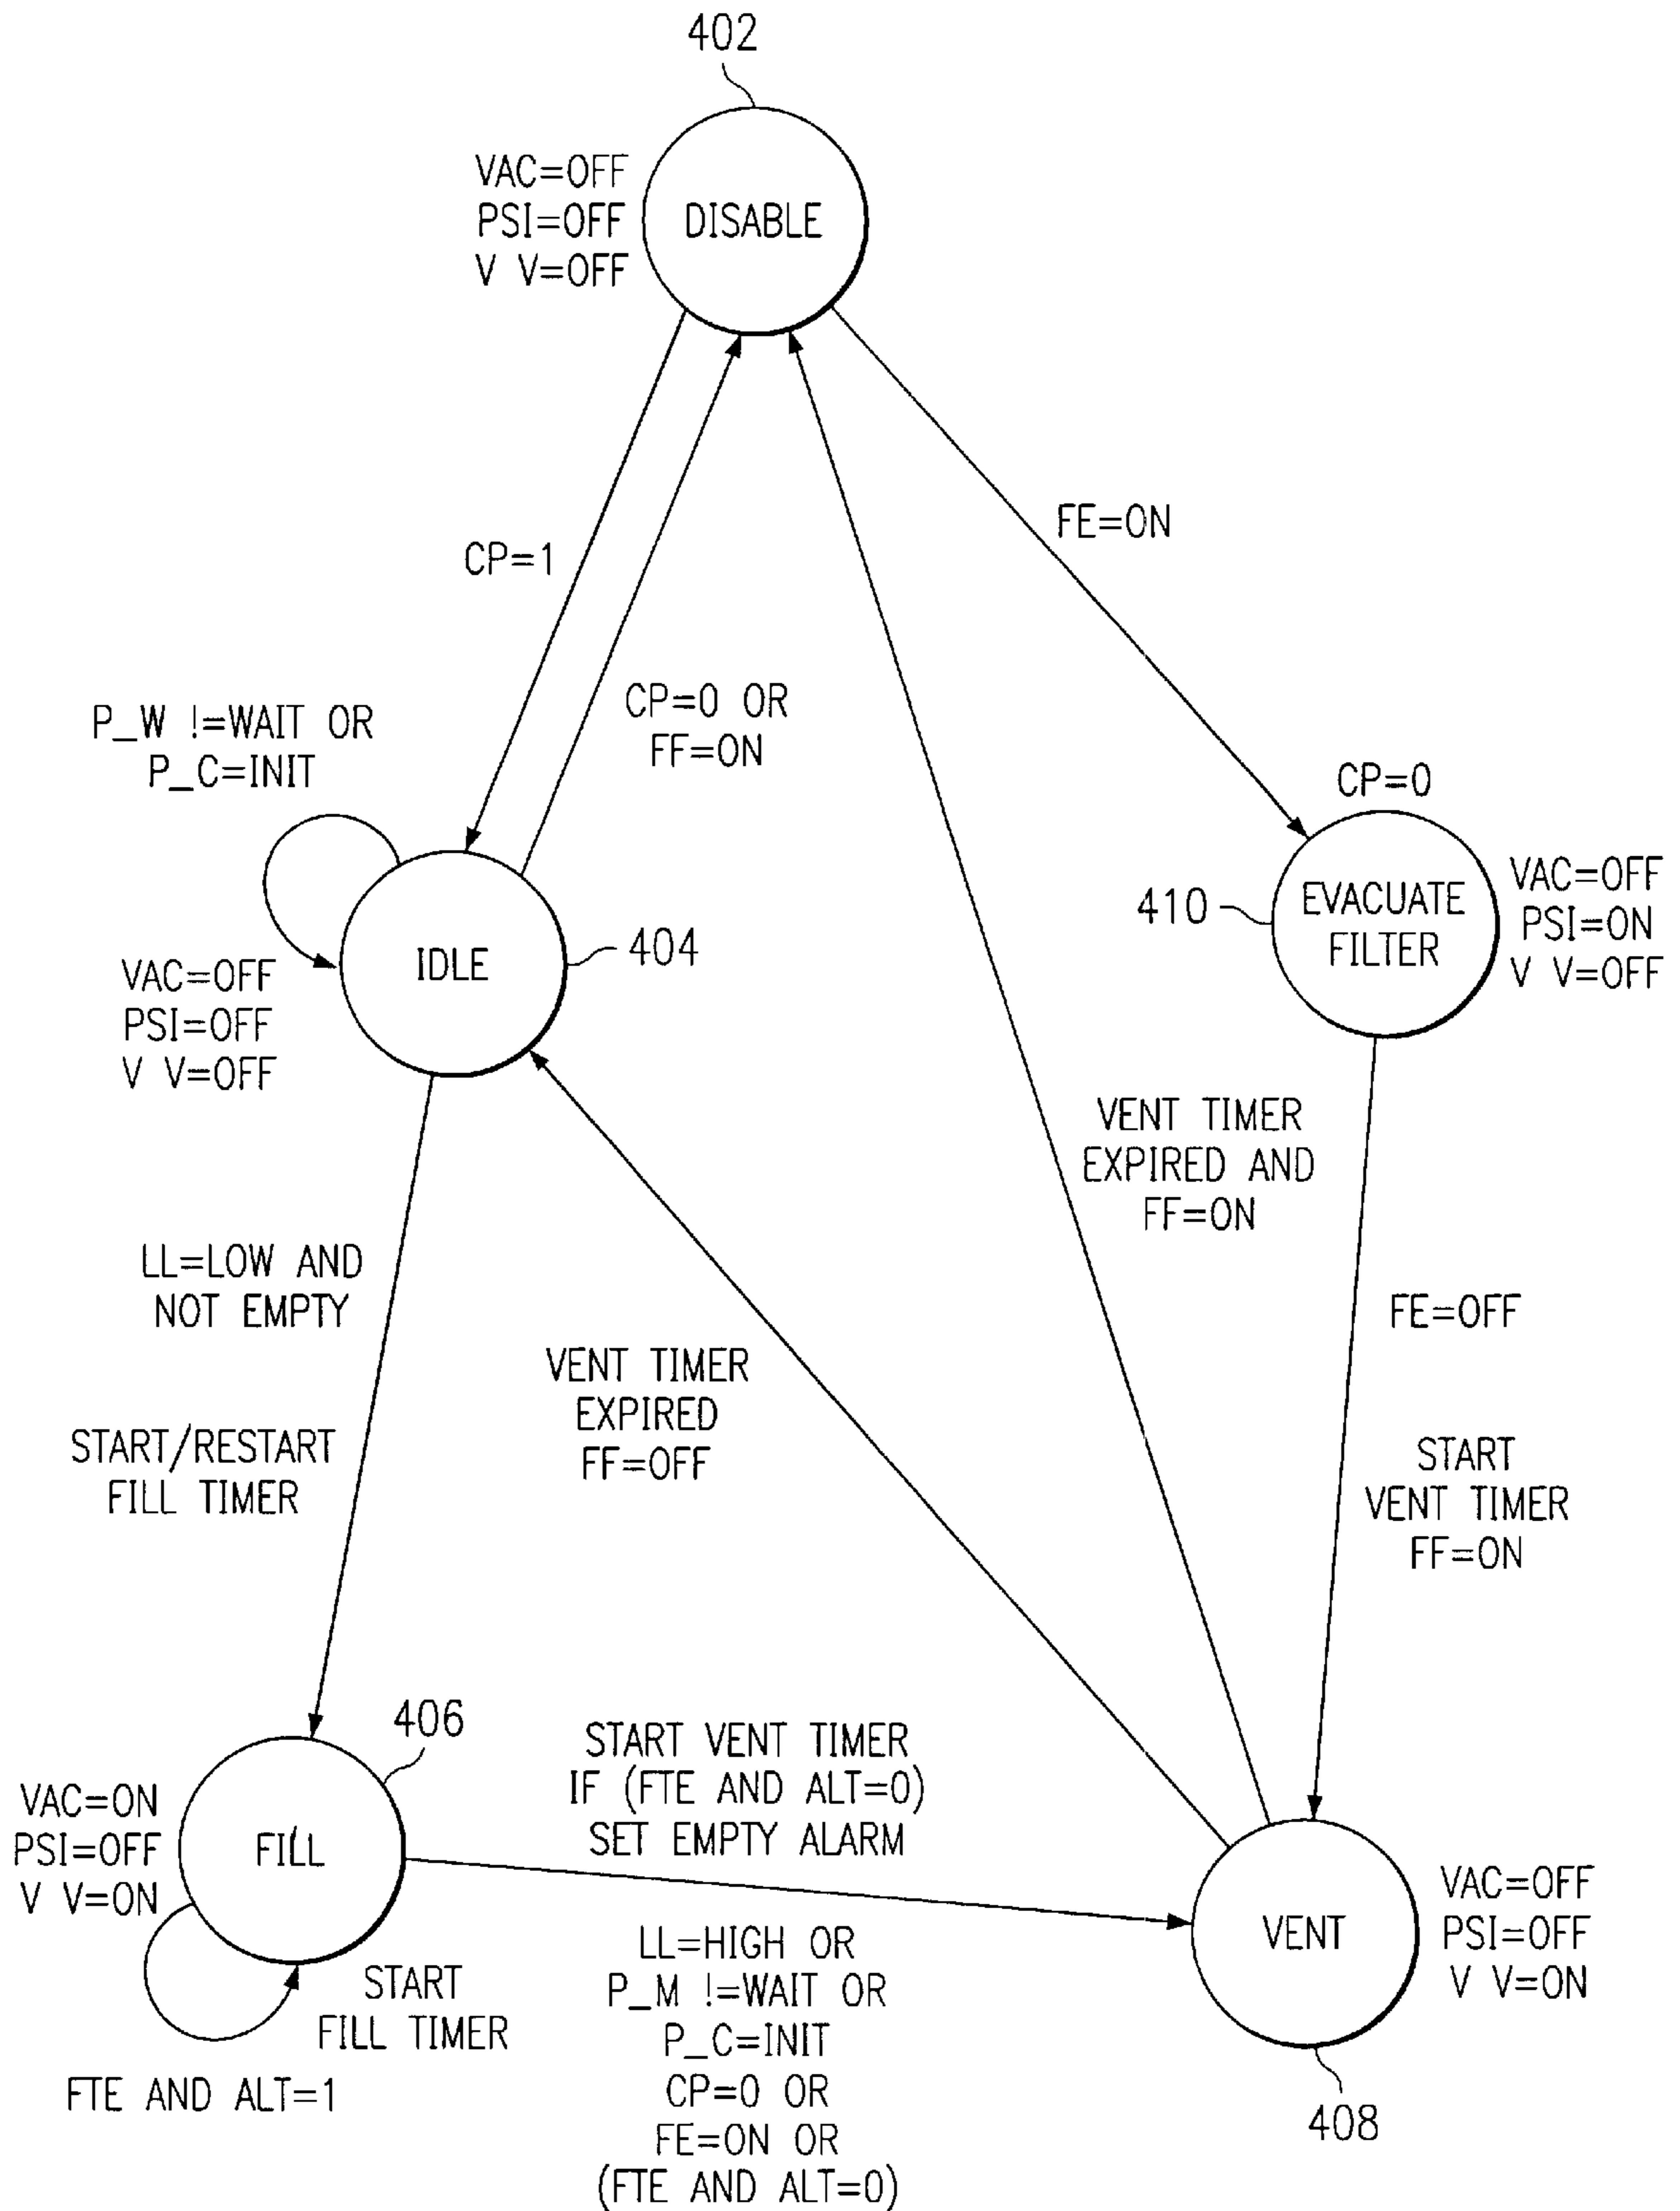 402
VAC=OFF
PSI=OFF
V V=OFF
DISABLE
FE=ON
CP=1
CP=0 OR
FF=ON
P_W !=WAIT OR
P_C=INIT
CP=0
410
EVACUATE
FILTER
VAC=OFF
PSI=ON
V V=OFF
IDLE
404
VAC=OFF
PSI=OFF
V V=OFF
VENT TIMER
EXPIRED AND
FF=ON
LL=LOW AND
NOT EMPTY
FE=OFF
VENT TIMER
EXPIRED
FF=OFF
START/RESTART
FILL TIMER
START
VENT TIMER
FF=ON
406
START VENT TIMER
IF (FTE AND ALT=0)
SET EMPTY ALARM
VAC=ON
PSI=OFF
V V=ON
FILL
VENT
VAC=OFF
PSI=OFF
V V=ON
START
FILL TIMER
FTE AND ALT=1
LL=HIGH OR
P_M !=WAIT OR
P_C=INIT
CP=0 OR
FE=ON OR
(FTE AND ALT=0)
408